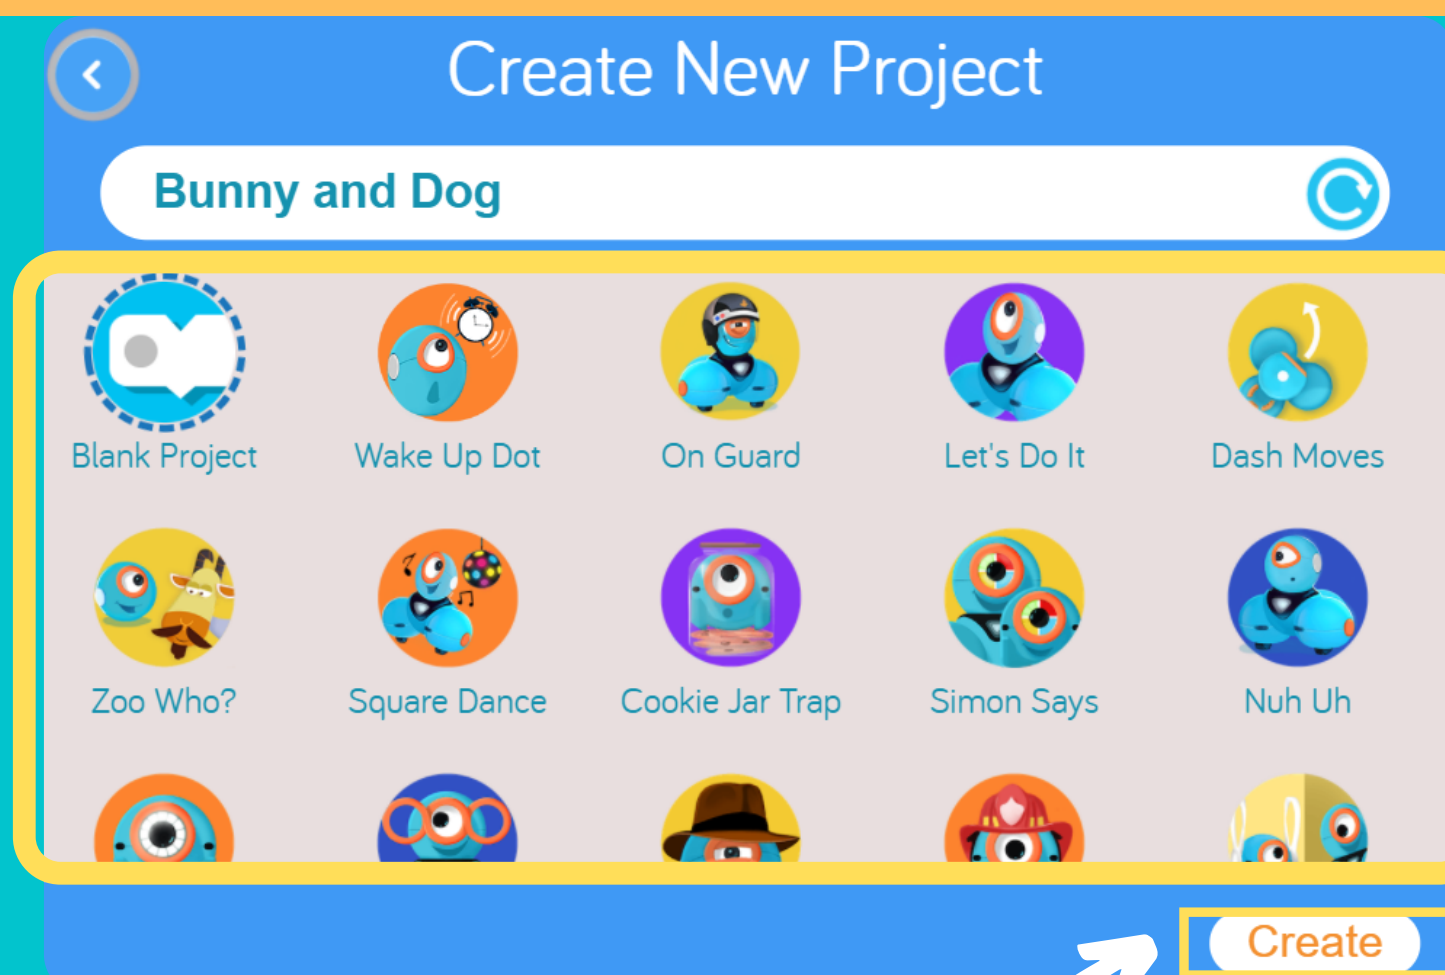 Create New Project
Bunny and Dog
Blank Project
Wake Up Dot
On Guard
Let's Do It
Dash Moves
Zoo Who?
Square Dance
Cookie Jar Trap
Simon Says
Nuh Uh
Create